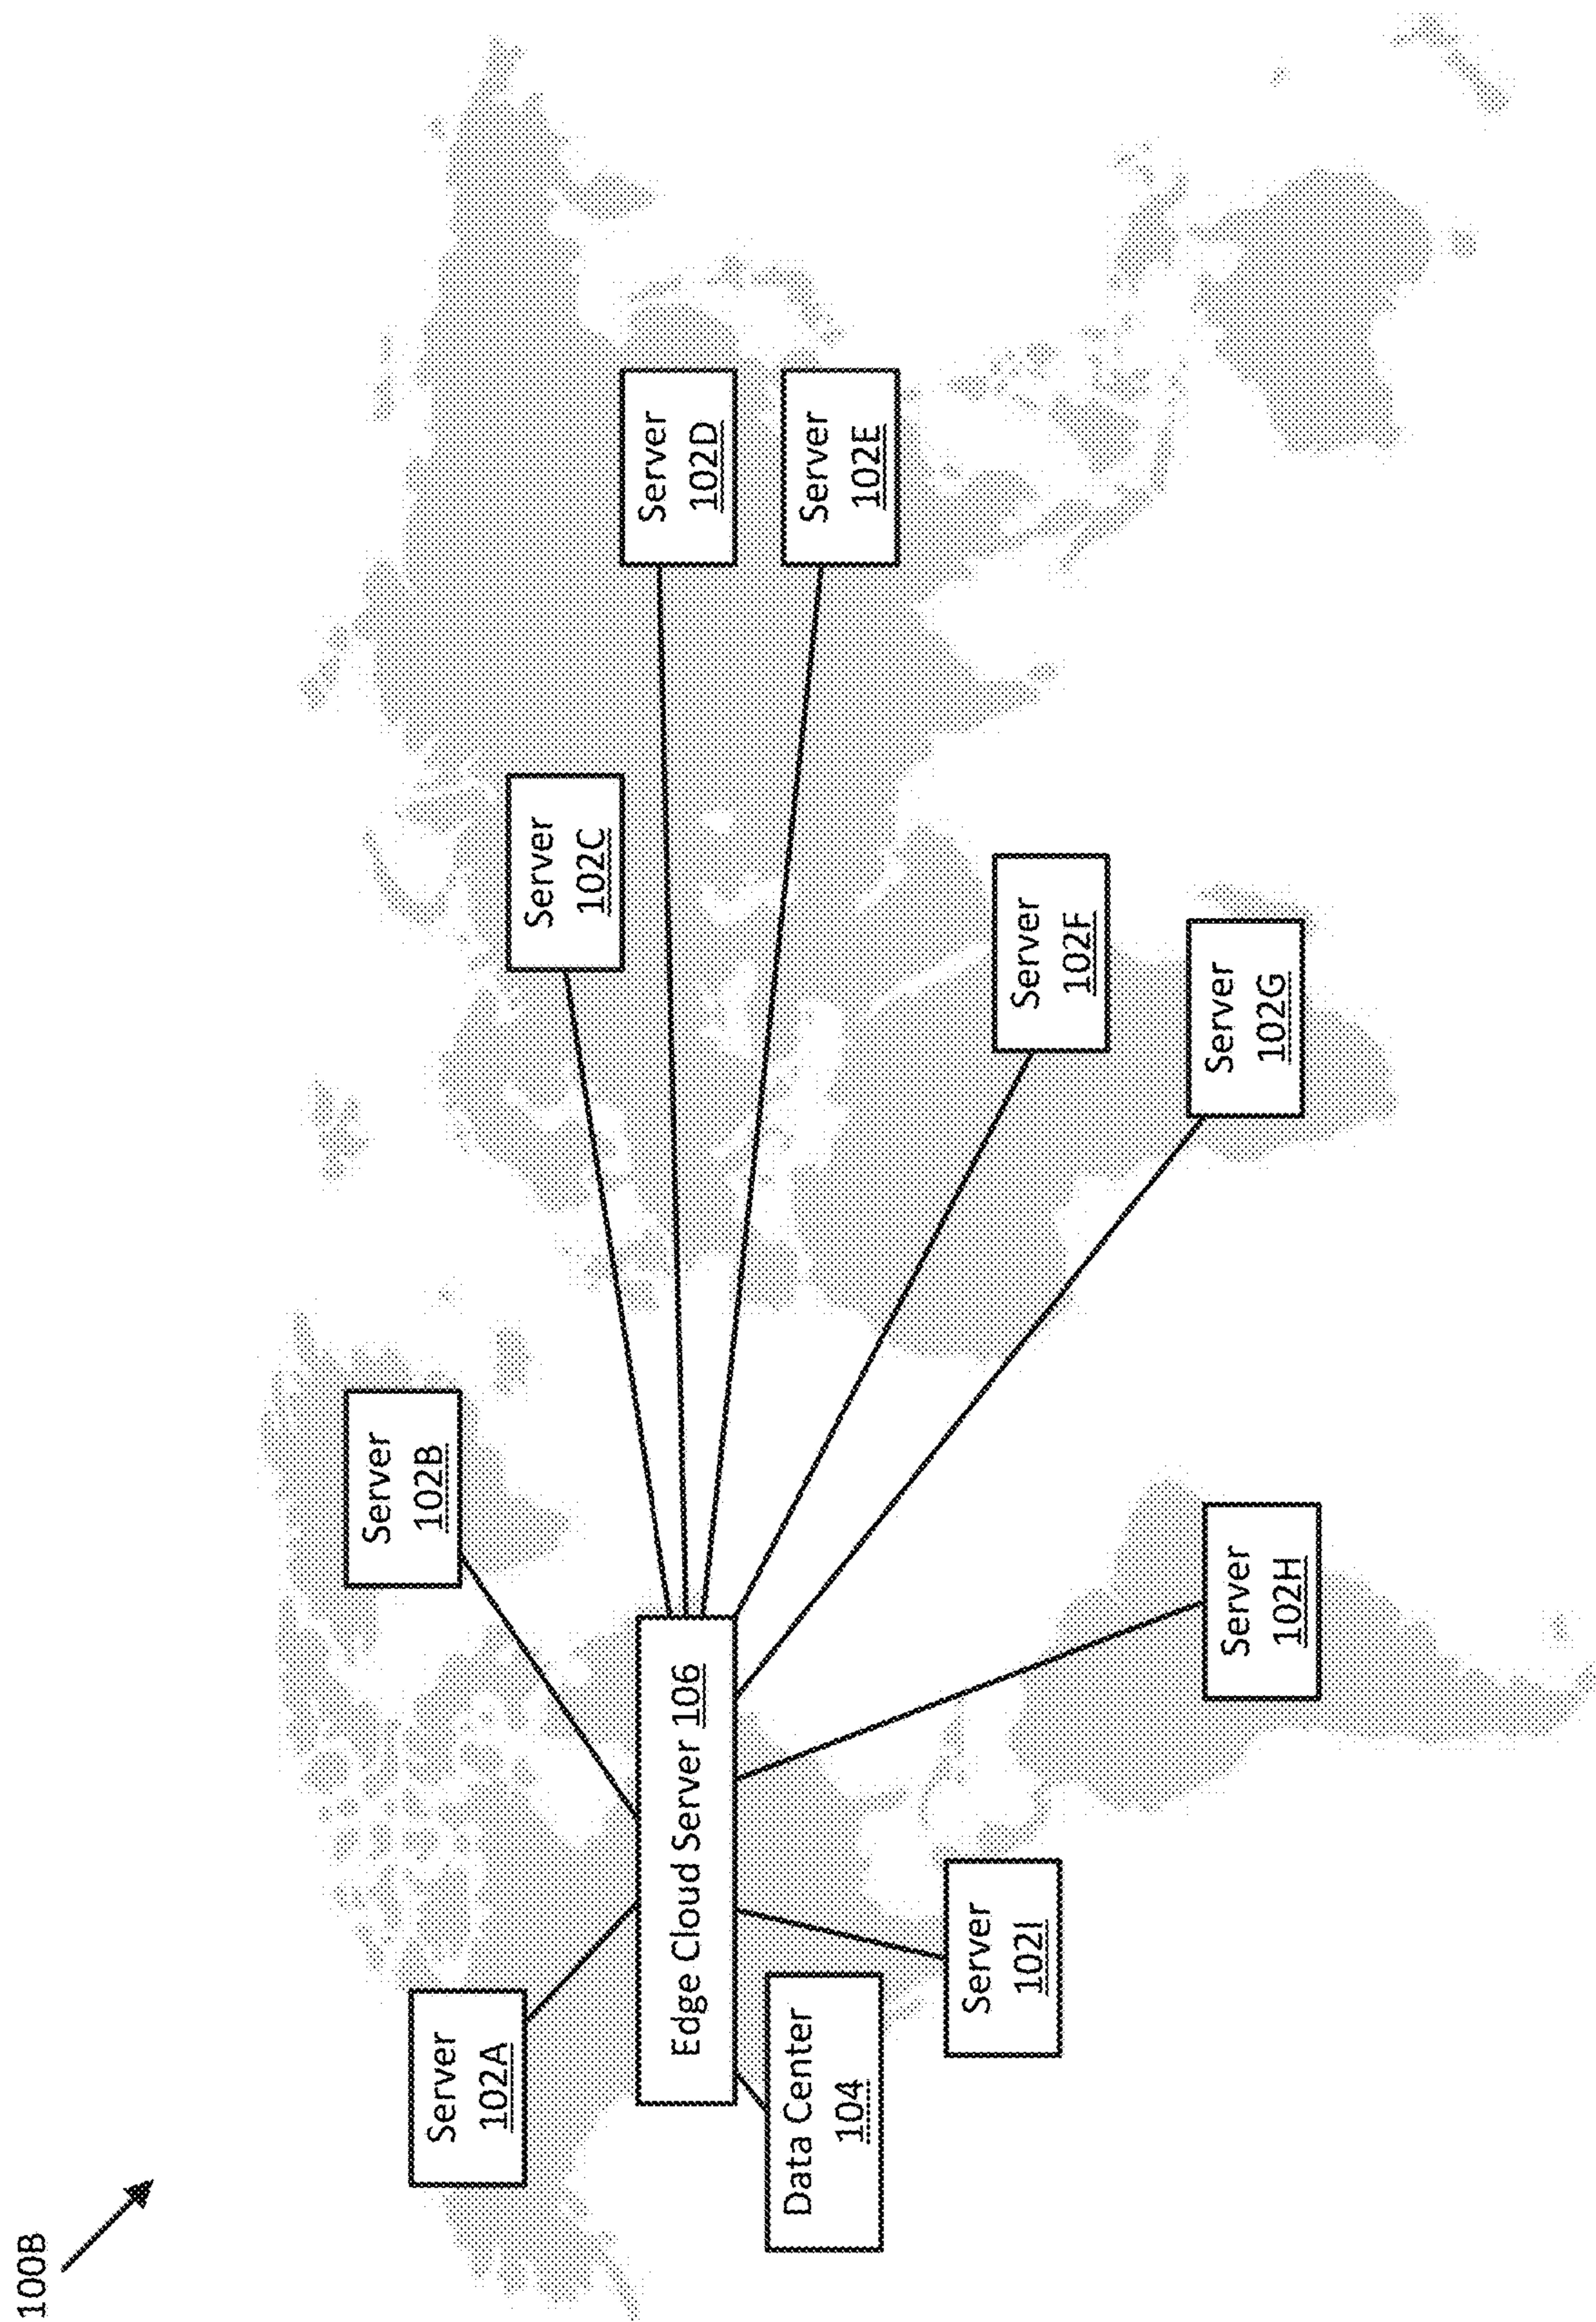 100B
Server
102A
Server
102B
Server
102C
Server
102D
Server
102E
Edge Cloud Server 106
Data Center
104
Server
102I
Server
102H
Server
102G
Server
102F